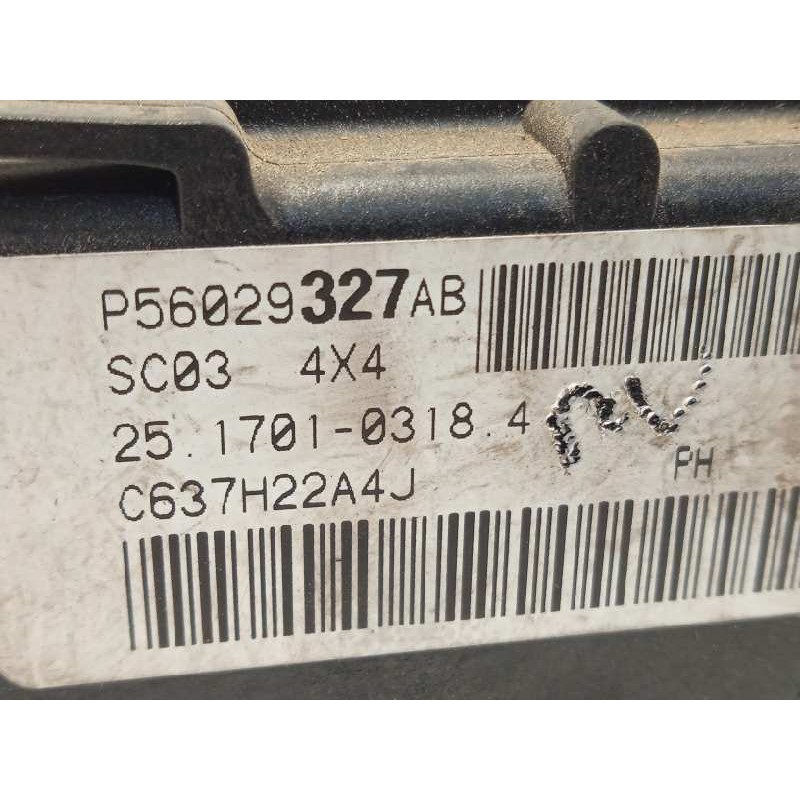 P56029327AB
SC03 4X4
25.1701-0318.4
C637H22A4J
PH